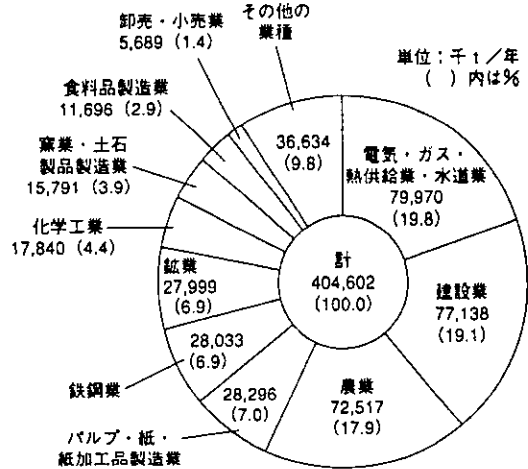 単位：千ｔ／年
（　）内は％
電気・ガス・
熱供給業・水道業
79,970
(19.8)
建設業
77,138
(19.1)
農業
72,517
(17.9)
28,296
(7.0)
パルプ・紙・
紙加工品製造業
28,033
(6.9)
鉄鋼業
鉱業
27,999
(6.9)
化学工業
17,840 (4.4)
窯業・土石
製品製造業
15,791 (3.9)
食料品製造業
11,696 (2.9)
卸売・小売業
5,689 (1.4)
その他の
業種
36,634
(9.8)
計
404,602
(100.0)